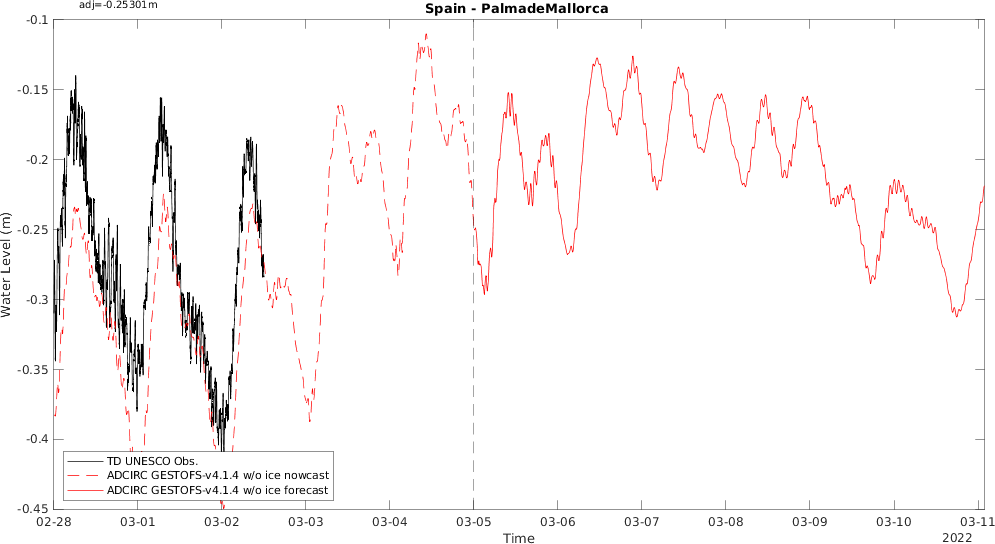 adj=-0.25301m
Spain - PalmadeMallorca
-0.1
-0.15
-0.2
-0.25
-0.3
-0.35
-0.4
-0.45
Water Level (m)
TD UNESCO Obs.
ADCIRC GESTOFS-v4.1.4 w/o ice nowcast
ADCIRC GESTOFS-v4.1.4 w/o ice forecast
02-28 03-01 03-02 03-03 03-04 03-05 03-06 03-07 03-08 03-09 03-10 03-11
Time
2022